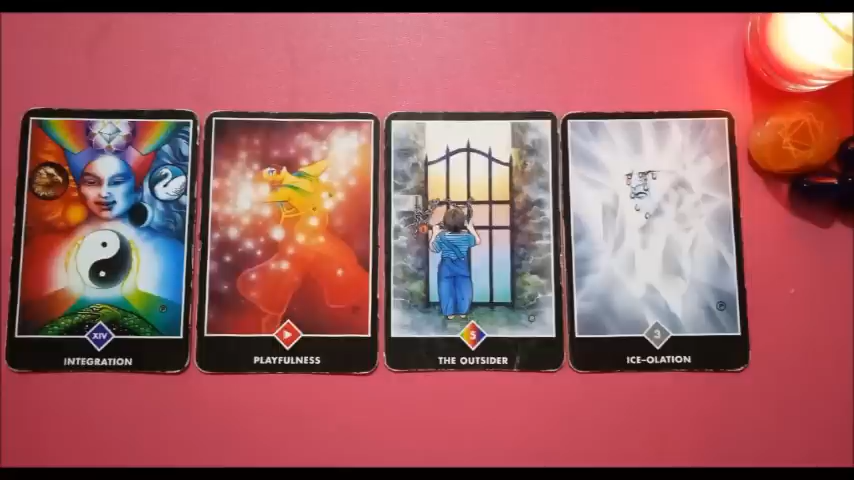 XIV
INTEGRATION
PLAYFULNESS
5
THE OUTSIDER
3
ICE-OLATION